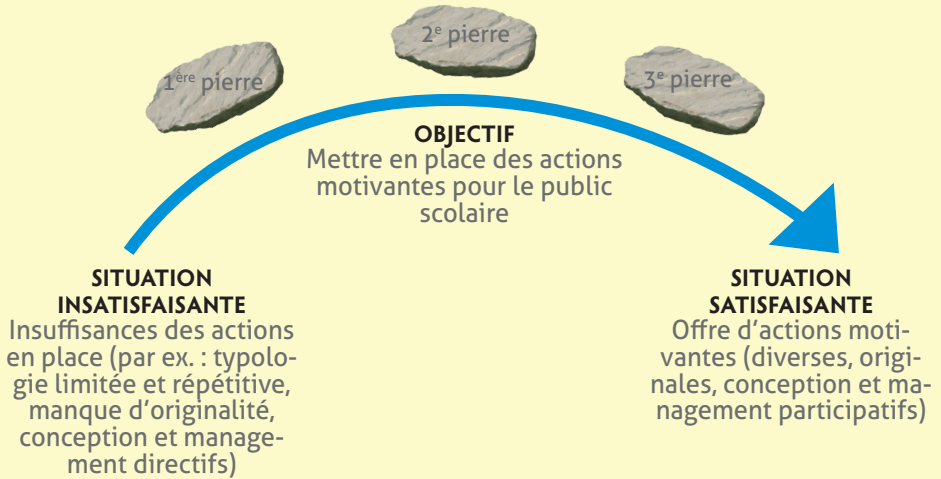 1ère pierre
2e pierre
3e pierre
OBJECTIF
Mettre en place des actions
motivantes pour le public
scolaire
SITUATION
INSATISFAISANTE
Insuffisances des actions
en place (par ex. : typolo-
gie limitée et répétitive,
manque d'originalité,
conception et manage-
ment directifs)
SITUATION
SATISFAISANTE
Offre d'actions moti-
vantes (diverses, origi-
nales, conception et ma-
nagement participatifs)